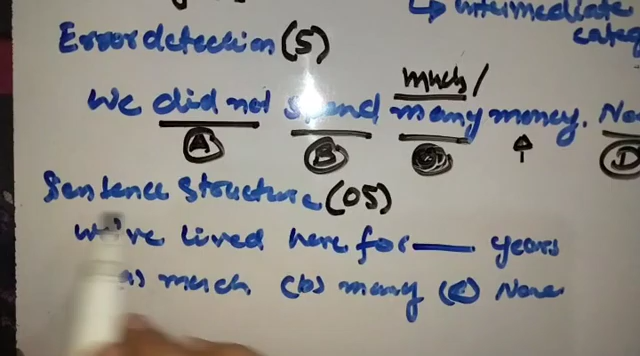 ↳ intermediate
Error detection (5)
categ
much/
We did not spend many money. No
A B C D
Sentence Structure (05)
We've lived here for ___ years
a) much (b) many (c) None